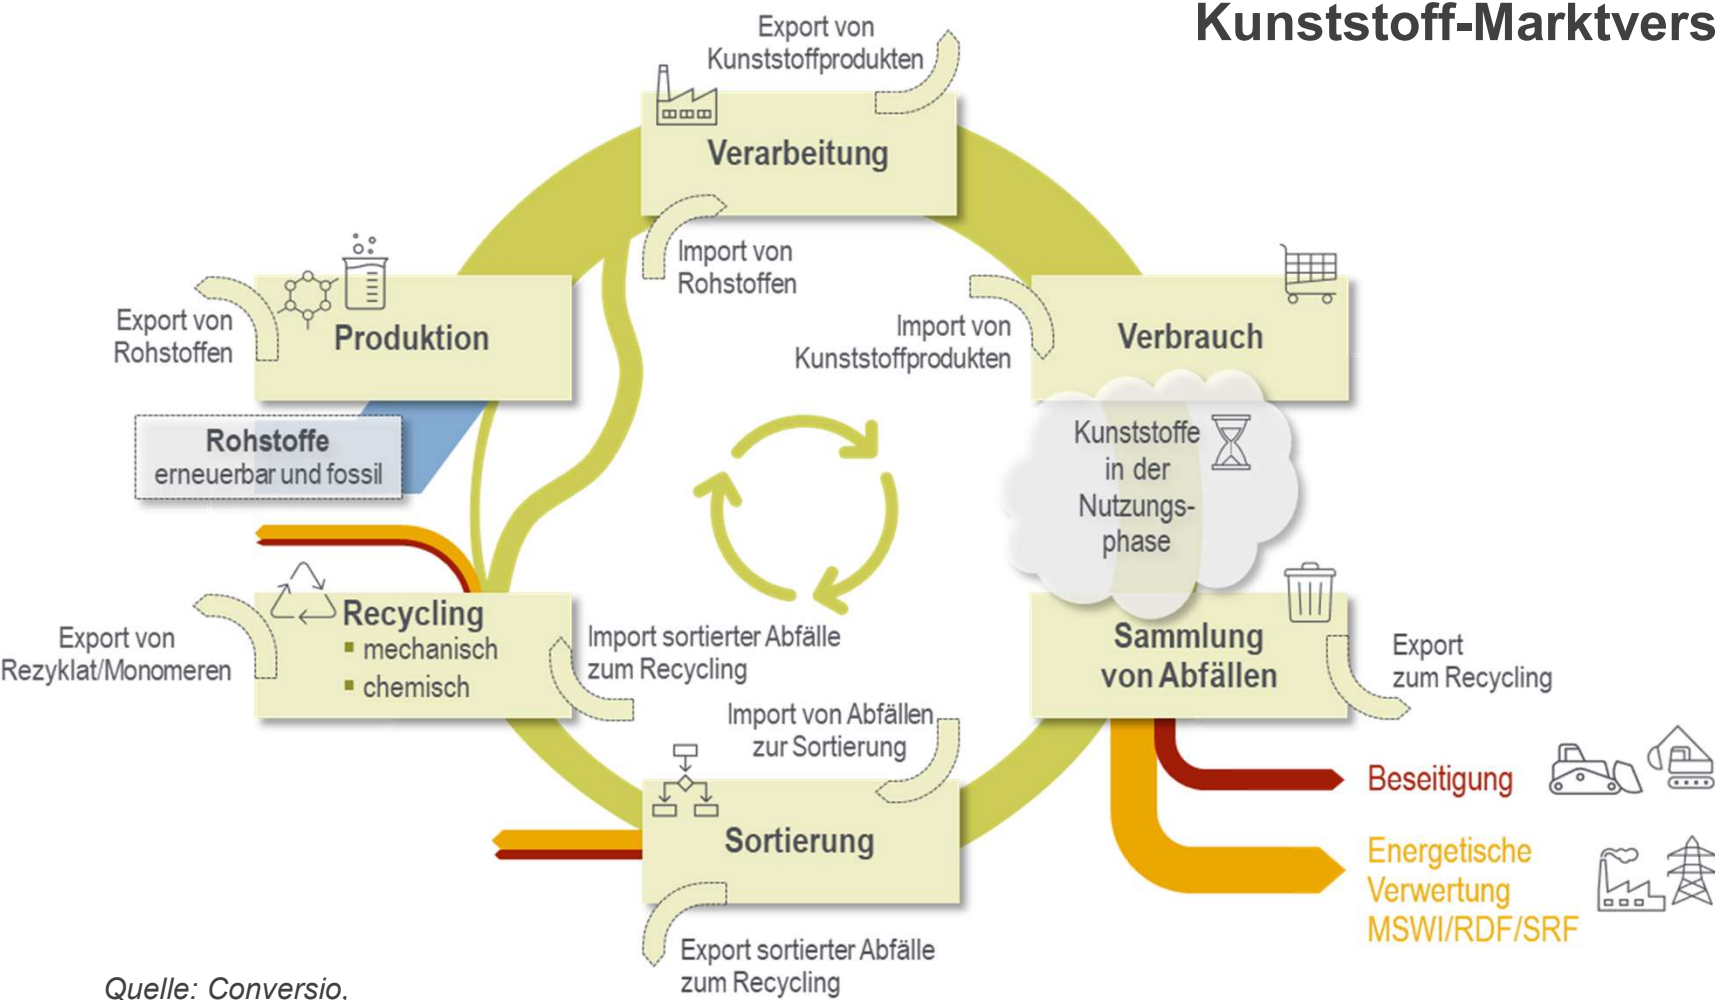 Kunststoff-Marktvers
Export von
Kunststoffprodukten
Verarbeitung
Import von
Rohstoffen
Export von
Rohstoffen
Produktion
Import von
Kunststoffprodukten
Verbrauch
Rohstoffe
erneuerbar und fossil
Kunststoffe
in der
Nutzungs-
phase
Export von
Rezyklat/Monomeren
Recycling
▪ mechanisch
▪ chemisch
Import sortierter Abfälle
zum Recycling
Import von Abfällen
zur Sortierung
Sammlung
von Abfällen
Export
zum Recycling
Beseitigung
Energetische
Verwertung
MSWI/RDF/SRF
Sortierung
Export sortierter Abfälle
zum Recycling
Quelle: Conversio,